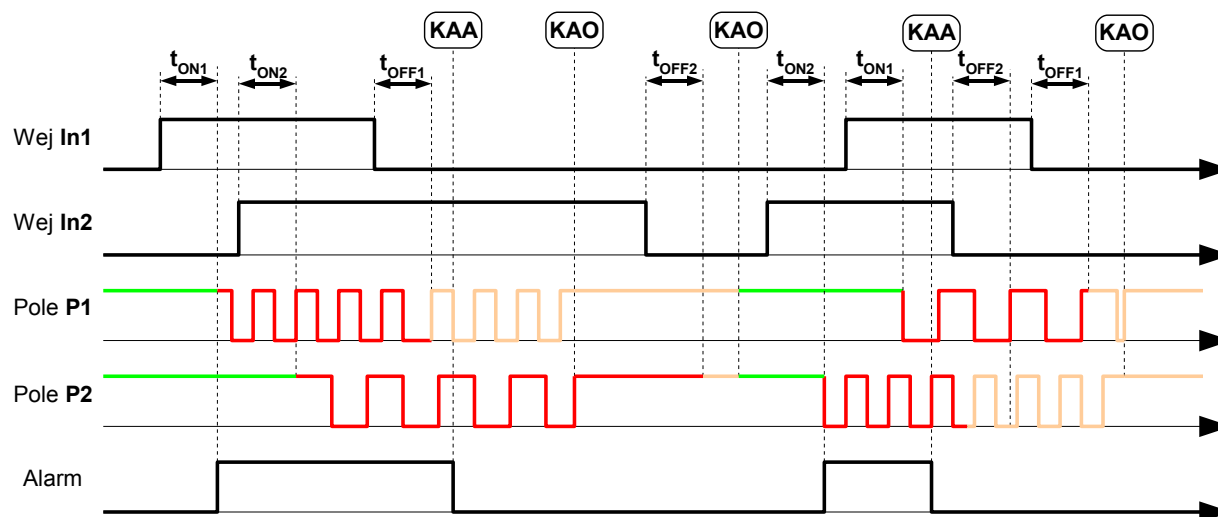 KAA KAO KAO KAA KAO
tON1 tON2 tOFF1 tOFF2 tON2 tON1 tOFF2 tOFF1
Wej In1
Wej In2
Pole P1
Pole P2
Alarm